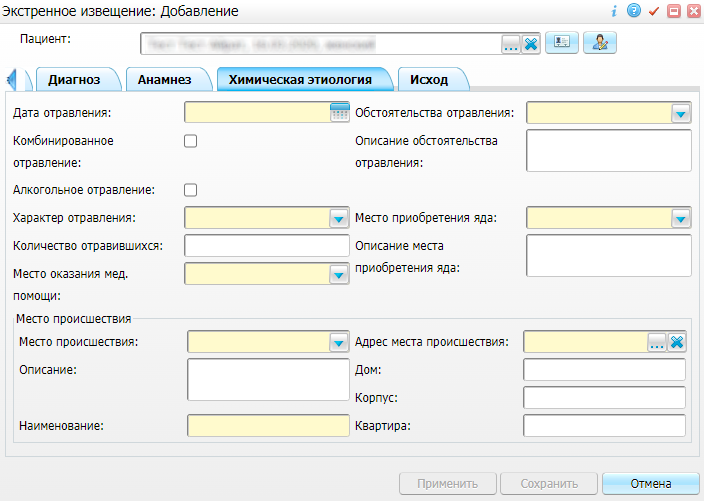 Экстренное извещение: Добавление
Пациент:
Диагноз Анамнез Химическая этиология Исход
Дата отравления: Обстоятельства отравления:
Комбинированное Описание обстоятельства
отравление: отравления:
Алкогольное отравление:
Характер отравления: Место приобретения яда:
Количество отравившихся: Описание места
приобретения яда:
Место оказания мед.
помощи:
Место происшествия
Место происшествия: Адрес места происшествия:
Описание: Дом:
Корпус:
Наименование: Квартира:
Применить Сохранить Отмена